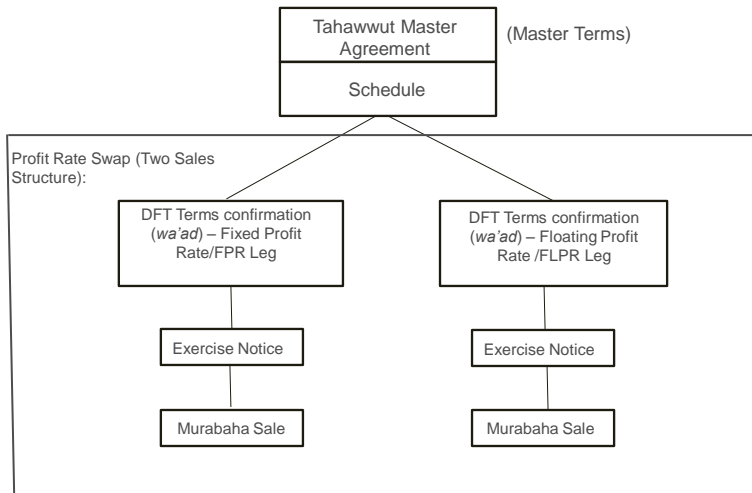 Tahawwut Master
Agreement
(Master Terms)
Schedule
Profit Rate Swap (Two Sales
Structure):
DFT Terms confirmation
(wa'ad) – Fixed Profit
Rate/FPR Leg
DFT Terms confirmation
(wa'ad) – Floating Profit
Rate /FLPR Leg
Exercise Notice
Exercise Notice
Murabaha Sale
Murabaha Sale